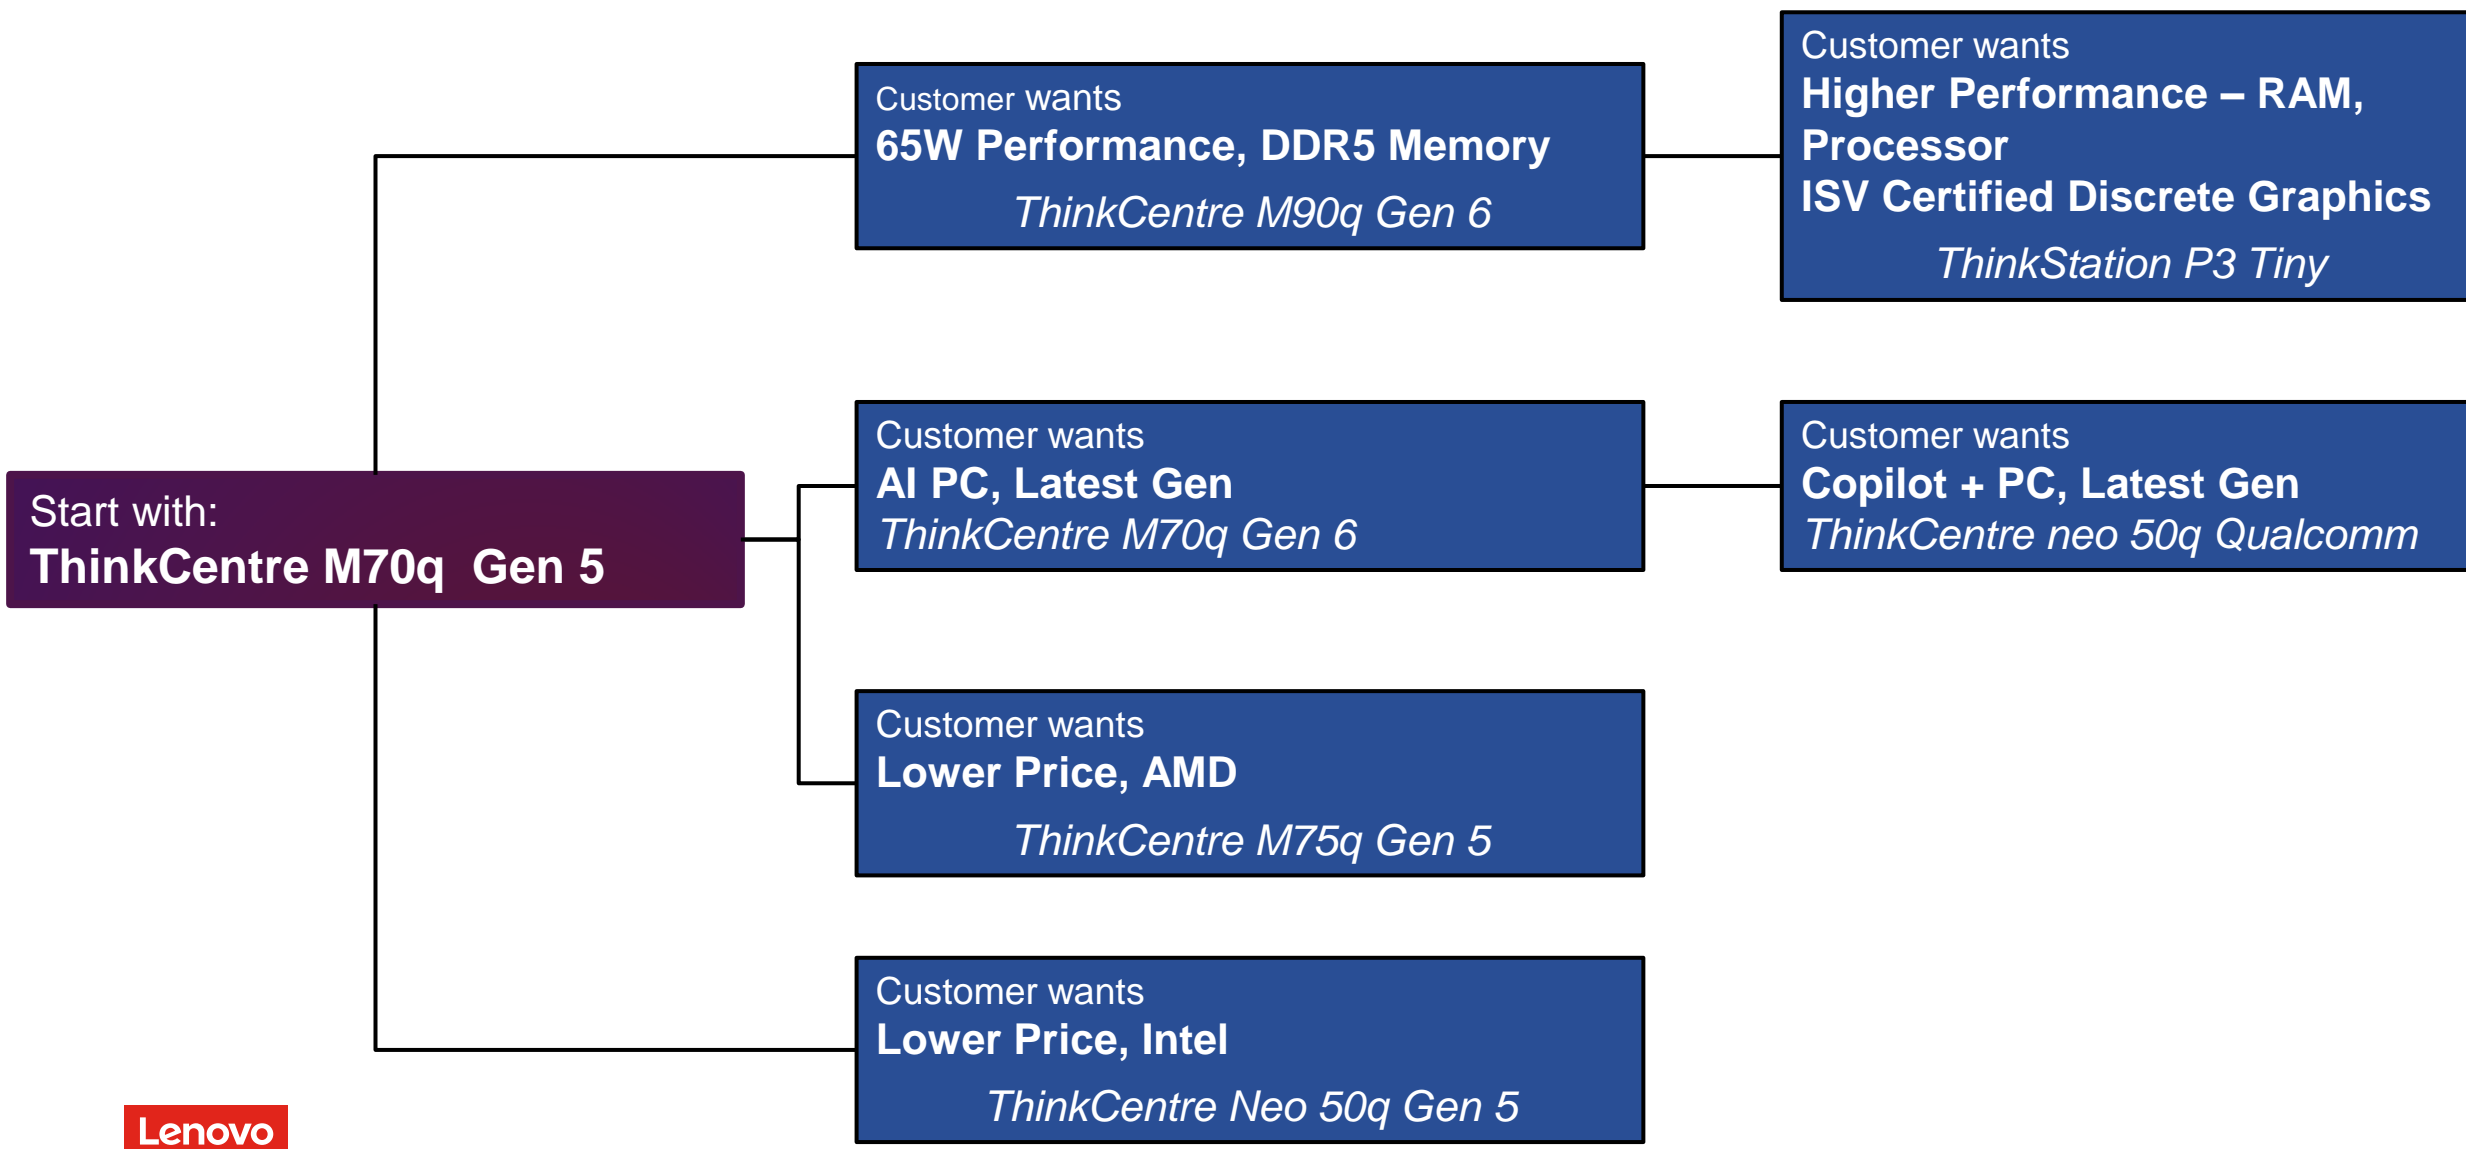 Customer wants
65W Performance, DDR5 Memory
ThinkCentre M90q Gen 6
Customer wants
Higher Performance – RAM,
Processor
ISV Certified Discrete Graphics
ThinkStation P3 Tiny
Start with:
ThinkCentre M70q  Gen 5
Customer wants
AI PC, Latest Gen
ThinkCentre M70q Gen 6
Customer wants
Copilot + PC, Latest Gen
ThinkCentre neo 50q Qualcomm
Customer wants
Lower Price, AMD
ThinkCentre M75q Gen 5
Customer wants
Lower Price, Intel
ThinkCentre Neo 50q Gen 5
Lenovo